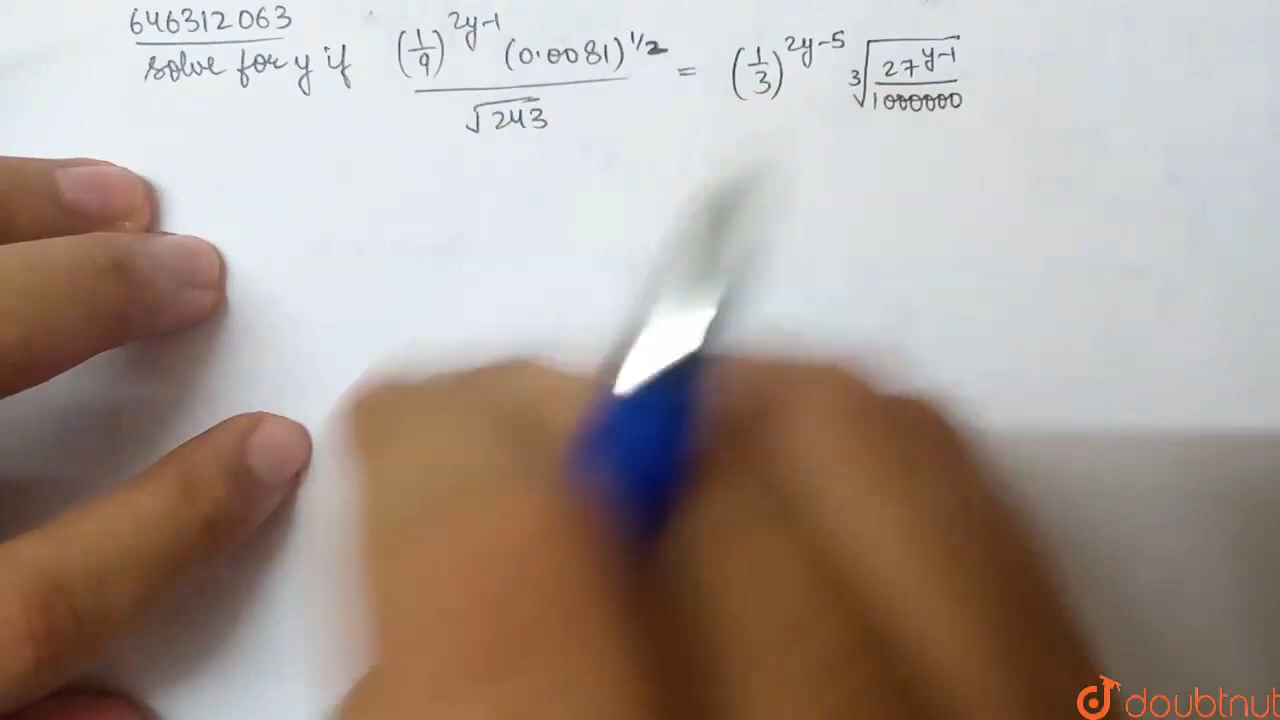 646312063
solve for y if (1/9)^(2y-1) (0.0081)^(1/2) / √243 = (1/3)^(2y-5) ∛(27^(y-1)/1000000)
doubtnut